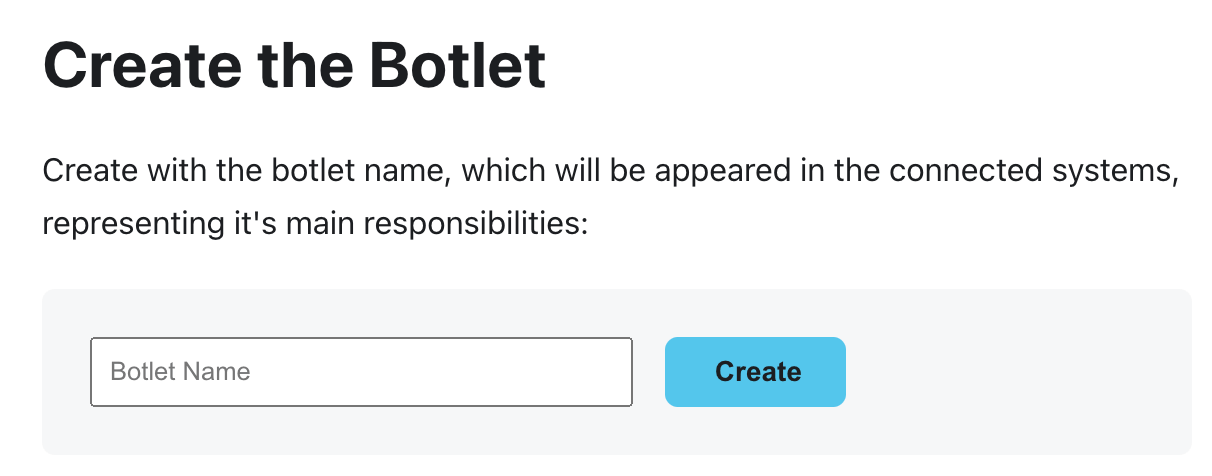 Create the Botlet
Create with the botlet name, which will be appeared in the connected systems,
representing it's main responsibilities:
Botlet Name
Create